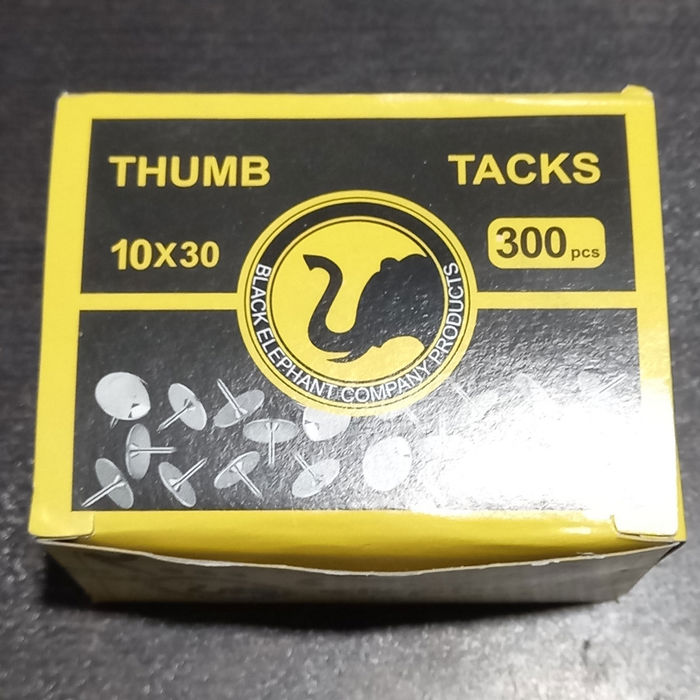 THUMB TACKS
10X30
300 pcs
BLACK ELEPHANT COMPANY PRODUCTS